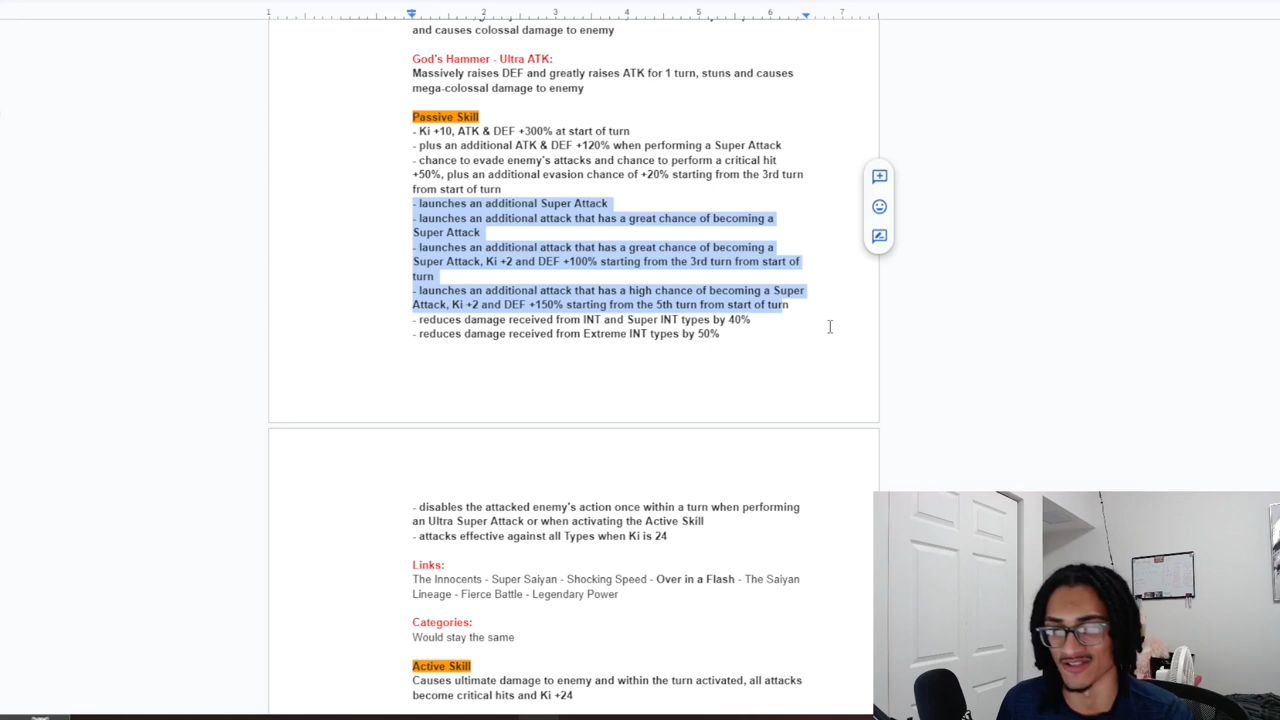 1 2 3 4 5 6 7
and causes colossal damage to enemy
God's Hammer - Ultra ATK:
Massively raises DEF and greatly raises ATK for 1 turn, stuns and causes
mega-colossal damage to enemy
Passive Skill
- Ki +10, ATK & DEF +300% at start of turn
- plus an additional ATK & DEF +120% when performing a Super Attack
- chance to evade enemy's attacks and chance to perform a critical hit
+50%, plus an additional evasion chance of +20% starting from the 3rd turn
from start of turn
- launches an additional Super Attack
- launches an additional attack that has a great chance of becoming a
Super Attack
- launches an additional attack that has a great chance of becoming a
Super Attack, Ki +2 and DEF +100% starting from the 3rd turn from start of
turn
- launches an additional attack that has a high chance of becoming a Super
Attack, Ki +2 and DEF +150% starting from the 5th turn from start of turn
- reduces damage received from INT and Super INT types by 40%
- reduces damage received from Extreme INT types by 50%
- disables the attacked enemy's action once within a turn when performing
an Ultra Super Attack or when activating the Active Skill
- attacks effective against all Types when Ki is 24
Links:
The Innocents - Super Saiyan - Shocking Speed - Over in a Flash - The Saiyan
Lineage - Fierce Battle - Legendary Power
Categories:
Would stay the same
Active Skill
Causes ultimate damage to enemy and within the turn activated, all attacks
become critical hits and Ki +24